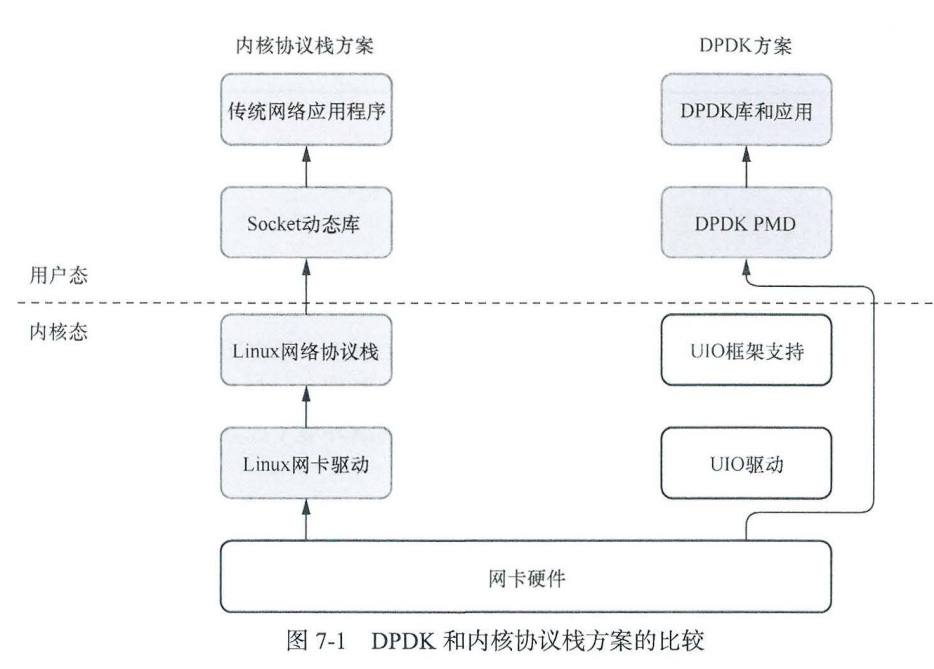 内核协议栈方案
DPDK方案
传统网络应用程序
DPDK库和应用
Socket动态库
DPDK PMD
用户态
内核态
Linux网络协议栈
UIO框架支持
Linux网卡驱动
UIO驱动
网卡硬件
图 7-1 DPDK 和内核协议栈方案的比较